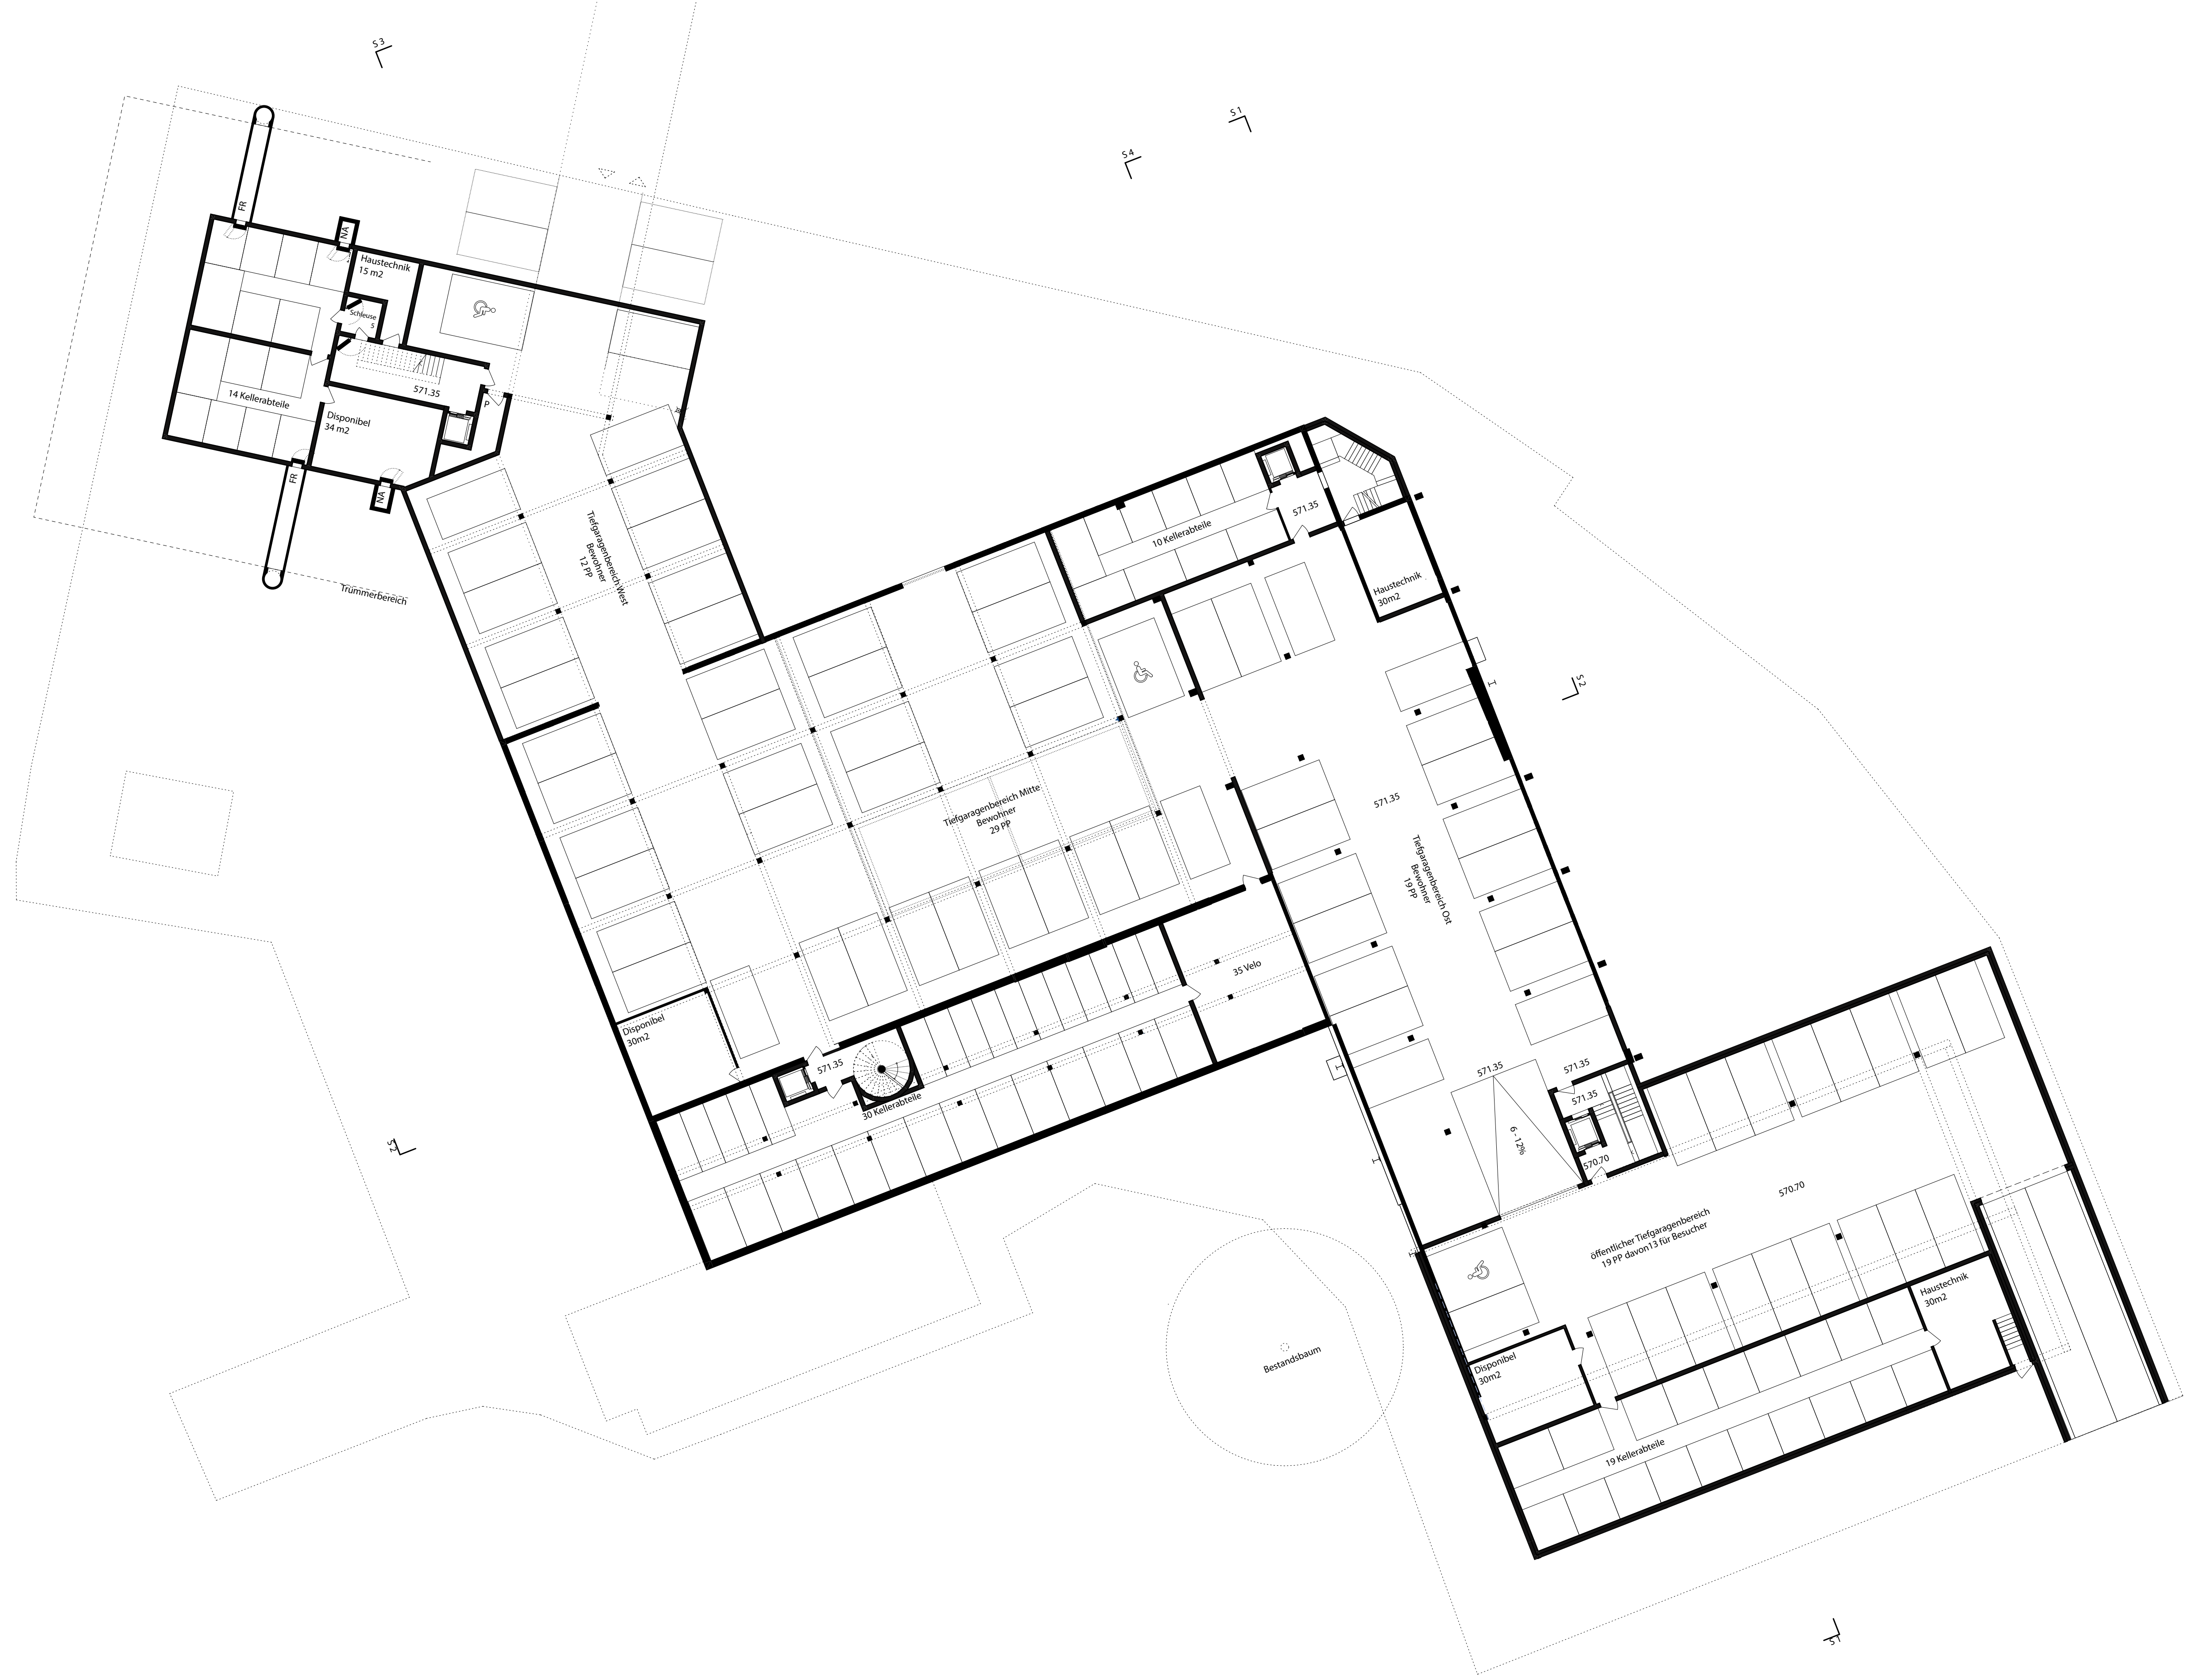 S 3
S 1
S 4
FR
NA
Haustechnik
15 m2
Schleuse
5
571.35
P
14 Kellerabteile
Disponibel
34 m2
FR
NA
Trümmerbereich
Tiefgaragenbereich West
Bewohner
12 PP
10 Kellerabteile
571.35
Haustechnik
30m2
S 2
Tiefgaragenbereich Mitte
Bewohner
29 PP
571.35
Tiefgaragenbereich Ost
Bewohner
19 PP
35 Velo
Disponibel
30m2
571.35
30 Kellerabteile
571.35
571.35
571.35
6 - 12%
570.70
570.70
S 2
öffentlicher Tiefgaragenbereich
19 PP davon13 für Besucher
Haustechnik
30m2
Bestandsbaum
Disponibel
30m2
19 Kellerabteile
S 1